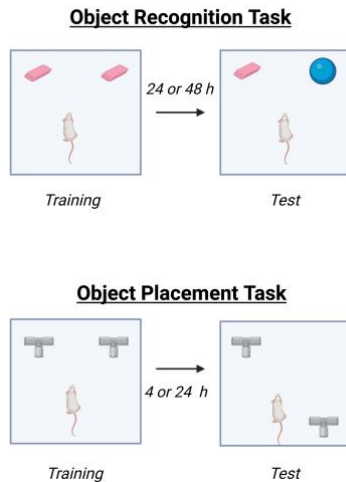 Object Recognition Task
24 or 48 h
Training
Test
Object Placement Task
4 or 24 h
Training
Test